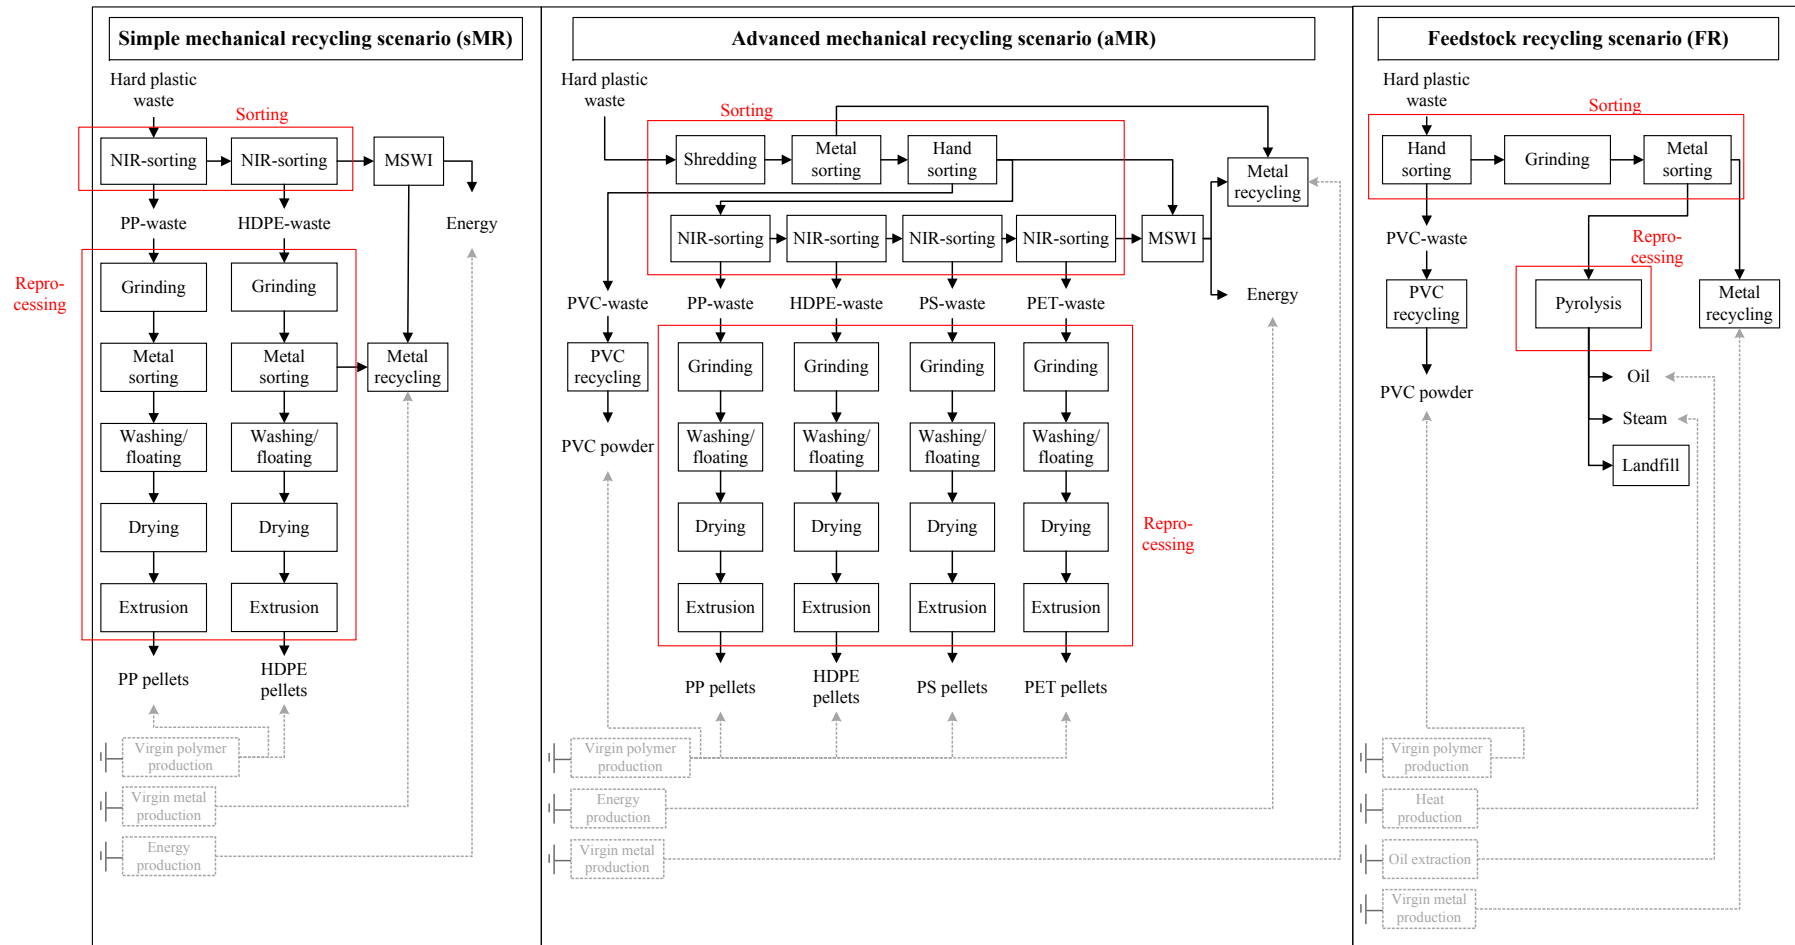 Simple mechanical recycling scenario (sMR)
Hard plastic
waste
Sorting
NIR-sorting
NIR-sorting
MSWI
PP-waste
HDPE-waste
Energy
Repro-
cessing
Grinding
Grinding
Metal
sorting
Metal
sorting
Metal
recycling
Washing/
floating
Washing/
floating
Drying
Drying
Extrusion
Extrusion
PP pellets
HDPE
pellets
Virgin polymer
production
Virgin metal
production
Energy
production
Advanced mechanical recycling scenario (aMR)
Hard plastic
waste
Sorting
Shredding
Metal
sorting
Hand
sorting
Metal
recycling
NIR-sorting
NIR-sorting
NIR-sorting
NIR-sorting
MSWI
PVC-waste
PP-waste
HDPE-waste
PS-waste
PET-waste
Energy
PVC
recycling
Grinding
Grinding
Grinding
Grinding
PVC powder
Washing/
floating
Washing/
floating
Washing/
floating
Washing/
floating
Drying
Drying
Drying
Drying
Repro-
cessing
Extrusion
Extrusion
Extrusion
Extrusion
PP pellets
HDPE
pellets
PS pellets
PET pellets
Virgin polymer
production
Energy
production
Virgin metal
production
Feedstock recycling scenario (FR)
Hard plastic
waste
Sorting
Hand
sorting
Grinding
Metal
sorting
PVC-waste
Repro-
cessing
PVC
recycling
Pyrolysis
Metal
recycling
PVC powder
Oil
Steam
Landfill
Virgin polymer
production
Heat
production
Oil extraction
Virgin metal
production